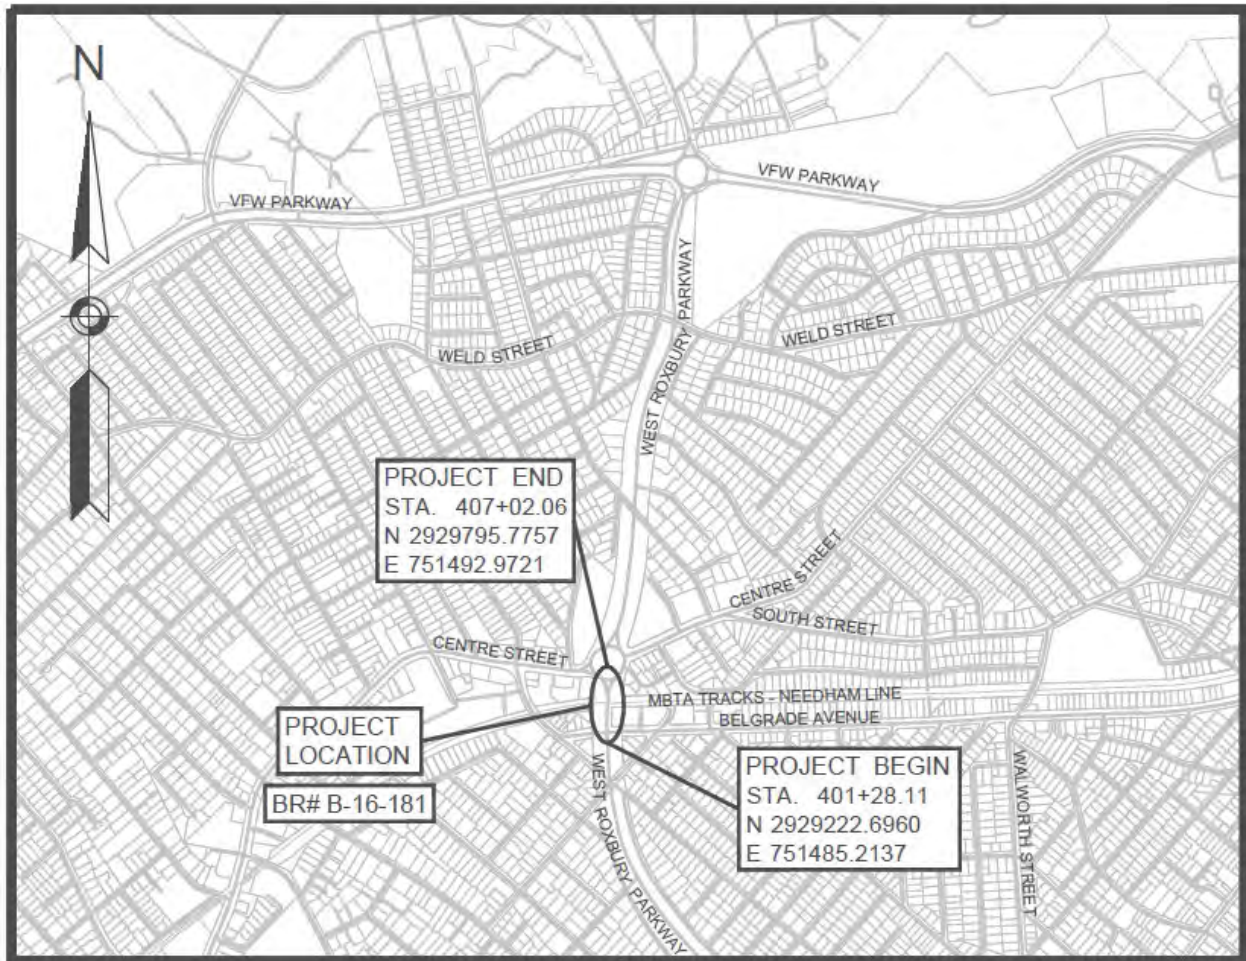 N
VFW PARKWAY
VFW PARKWAY
WEST ROXBURY PARKWAY
WELD STREET
WELD STREET
PROJECT END
STA. 407+02.06
N 2929795.7757
E 751492.9721
CENTRE STREET
SOUTH STREET
CENTRE STREET
MBTA TRACKS - NEEDHAM LINE
BELGRADE AVENUE
PROJECT
LOCATION
BR# B-16-181
WEST ROXBURY PARKWAY
PROJECT BEGIN
STA. 401+28.11
N 2929222.6960
E 751485.2137
WALWORTH STREET